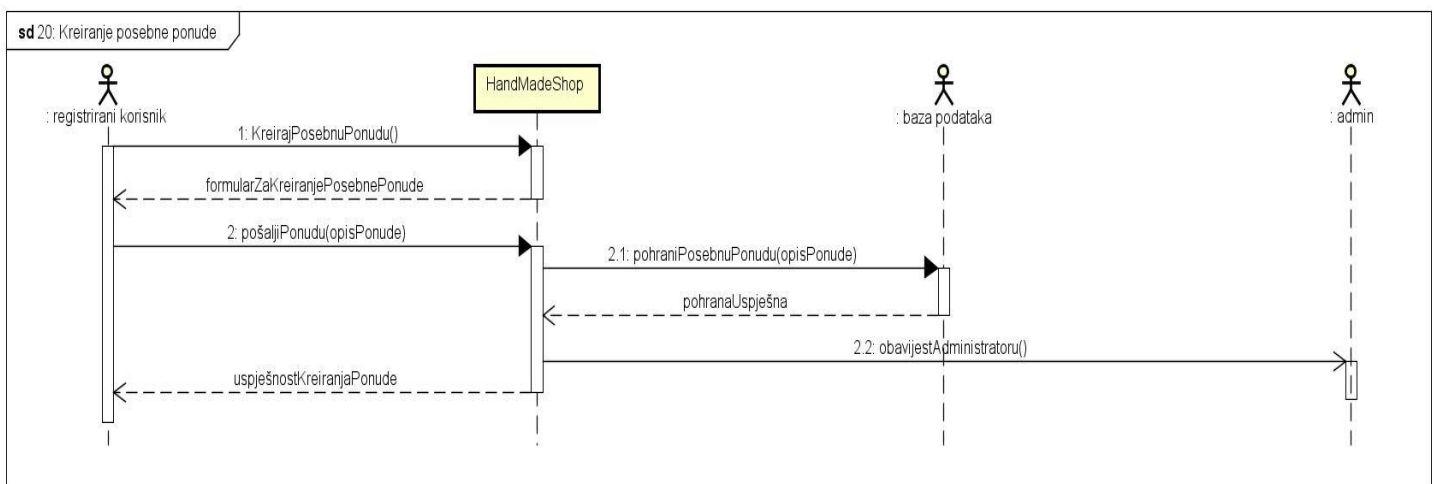 sd 20: Kreiranje posebne ponude
: registrirani korisnik
HandMadeShop
: baza podataka
: admin
1: KreirajPosebnuPonudu()
formularZaKreiranjePosebnePonude
2: pošaljiPonudu(opisPonude)
2.1: pohraniPosebnuPonudu(opisPonude)
pohranaUspješna
2.2: obavijestAdministratoru()
uspješnostKreiranjaPonude